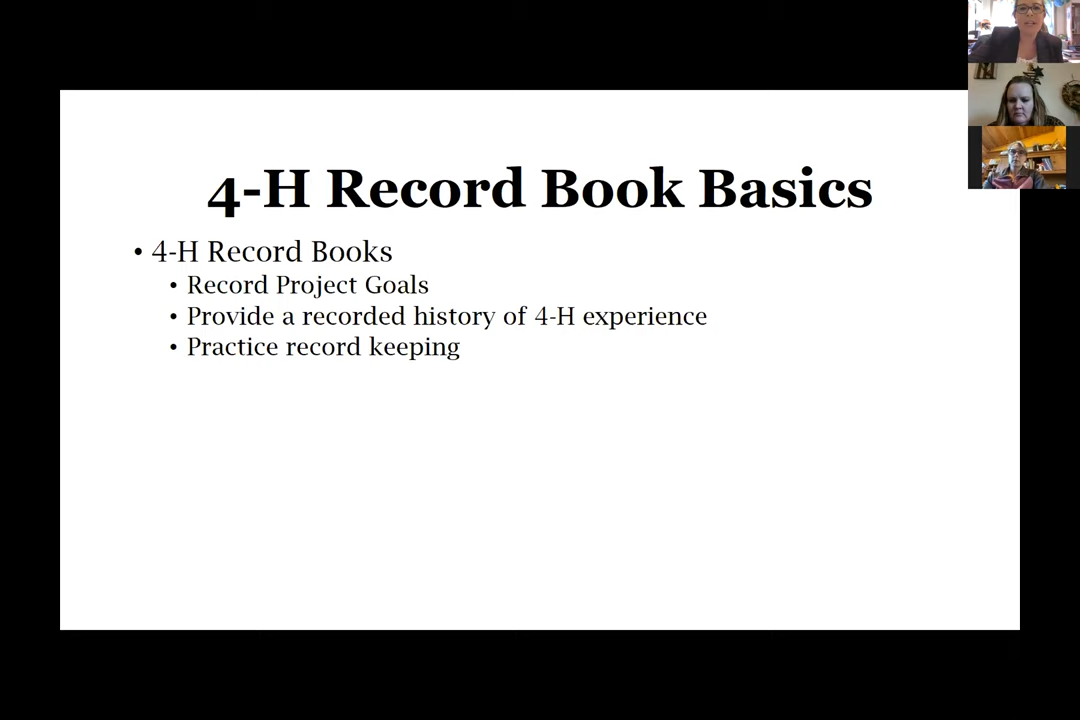 4-H Record Book Basics
• 4-H Record Books
• Record Project Goals
• Provide a recorded history of 4-H experience
• Practice record keeping